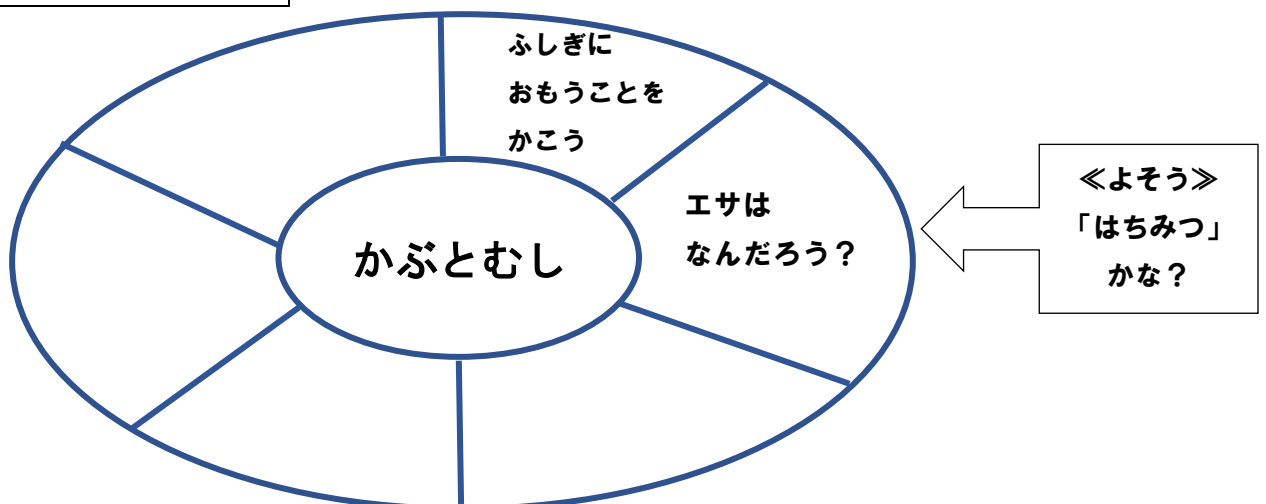 ふしぎに
おもうことを
かこう
エサは
なんだろう？
かぶとむし
≪よそう≫
「はちみつ」
かな？